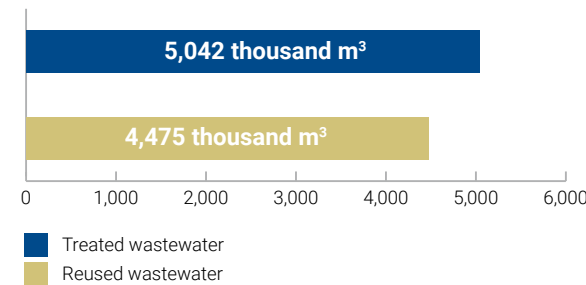 5,042 thousand m³
4,475 thousand m³
0 1,000 2,000 3,000 4,000 5,000 6,000
Treated wastewater
Reused wastewater